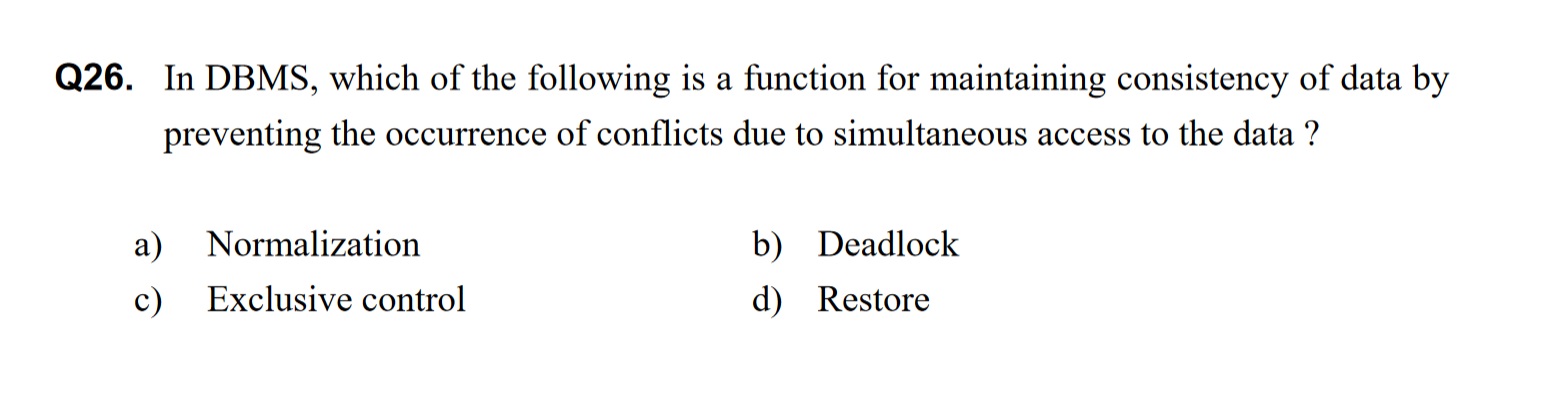 Q26. In DBMS, which of the following is a function for maintaining consistency of data by
preventing the occurrence of conflicts due to simultaneous access to the data ?
a) Normalization b) Deadlock
c) Exclusive control d) Restore